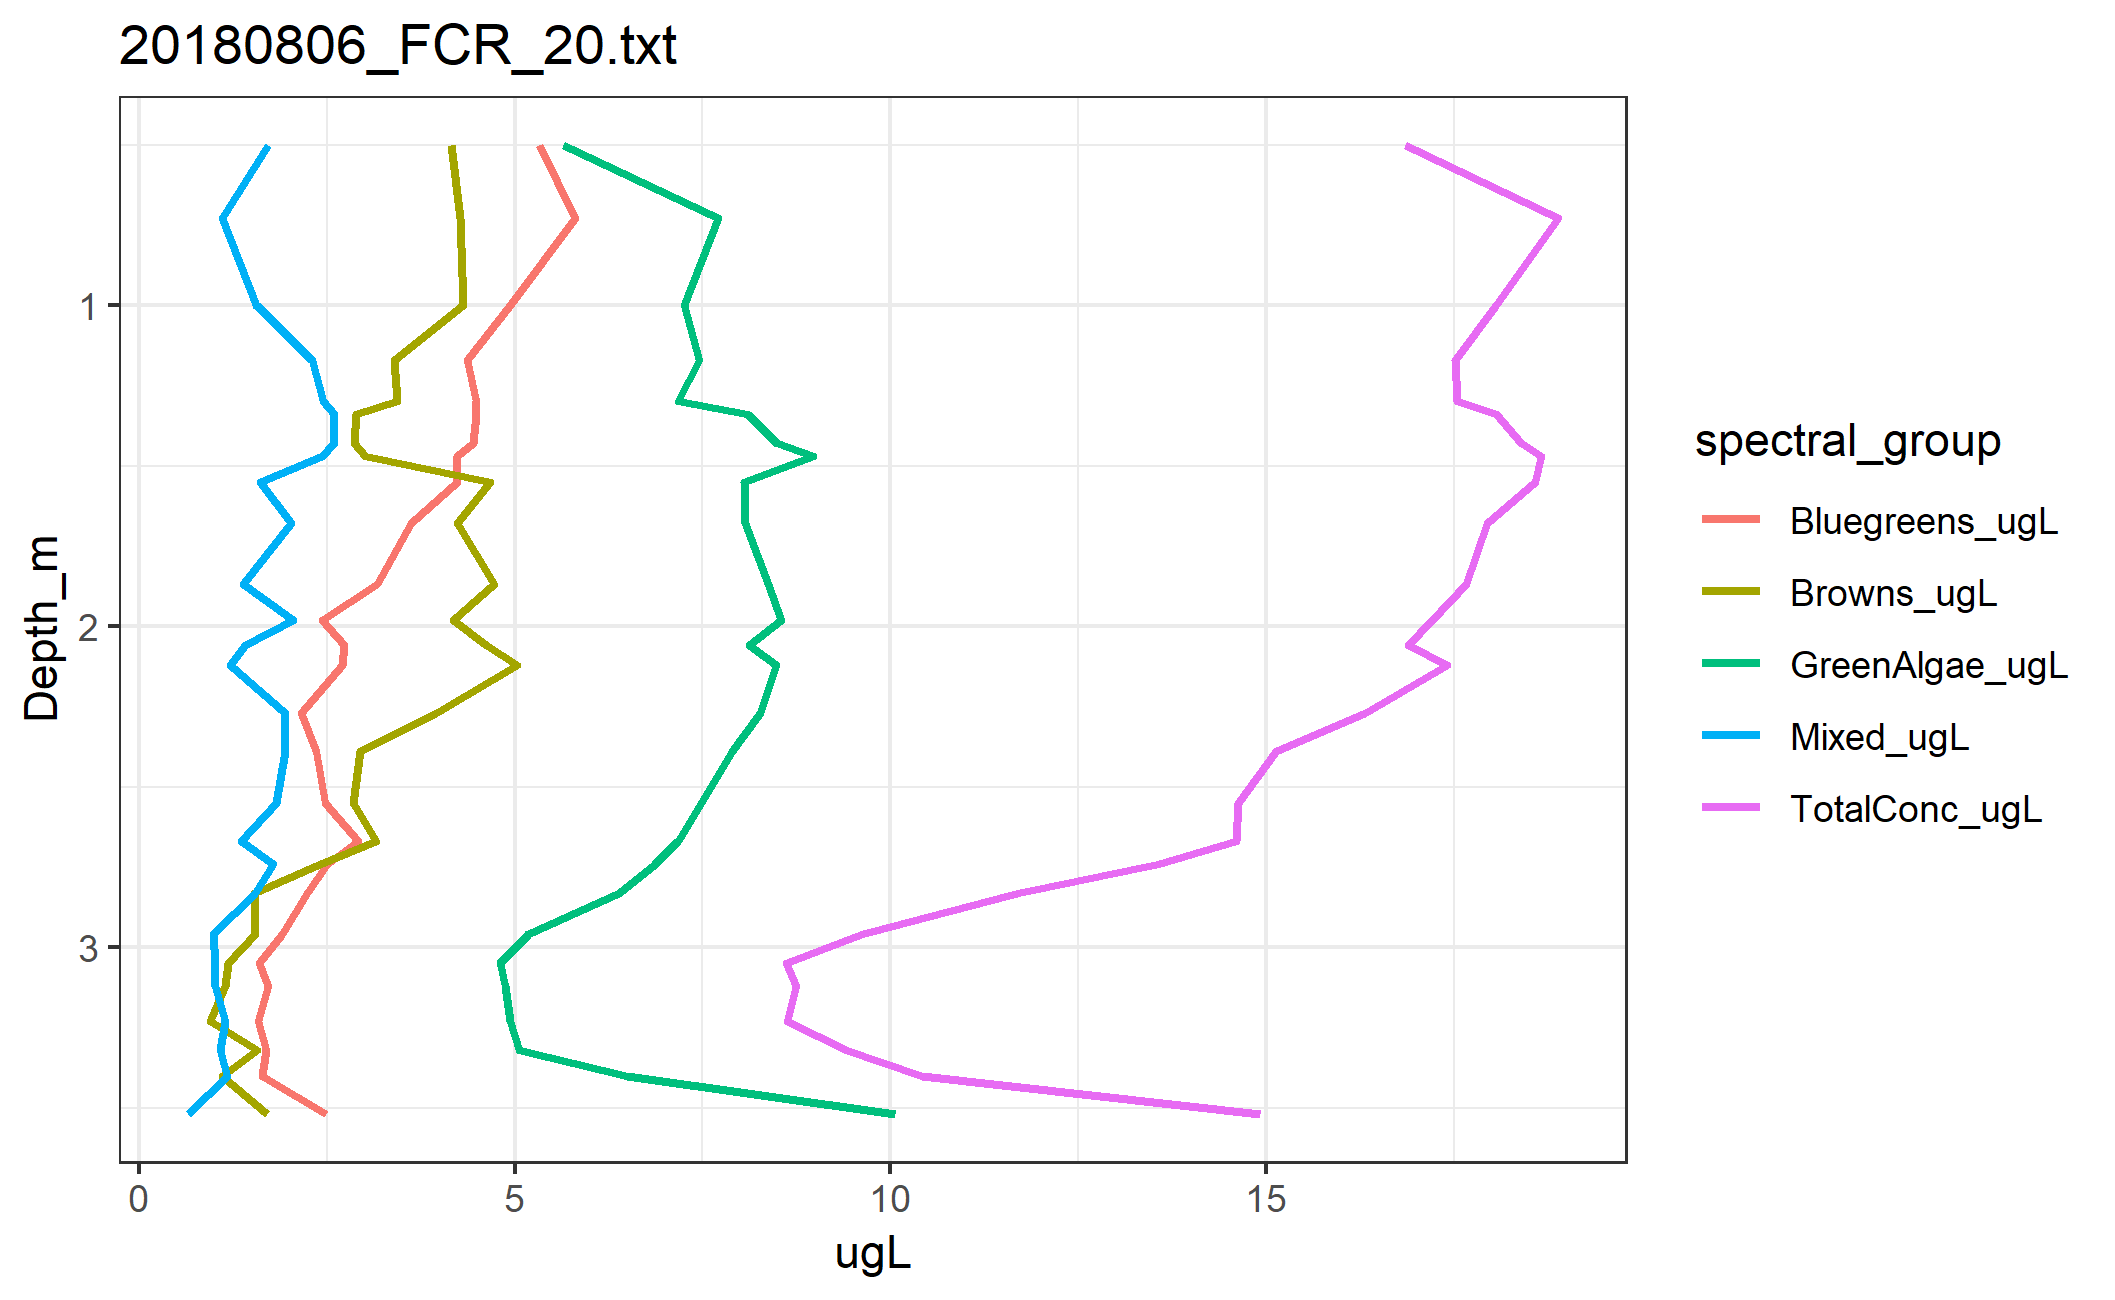 20180806_FCR_20.txt
Depth_m
1
2
3
0 5 10 15
ugL
spectral_group
Bluegreens_ugL
Browns_ugL
GreenAlgae_ugL
Mixed_ugL
TotalConc_ugL